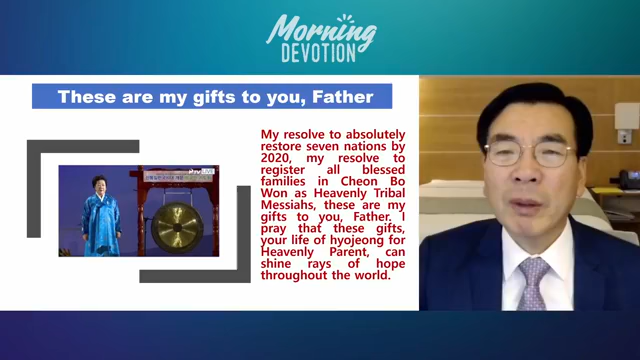 Morning
DEVOTION
These are my gifts to you, Father
My resolve to absolutely
restore seven nations by
2020, my resolve to
register all blessed
families in Cheon Bo
Won as Heavenly Tribal
Messiahs, these are my
gifts to you, Father. I
pray that these gifts,
your life of hyojeong for
Heavenly Parent, can
shine rays of hope
throughout the world.